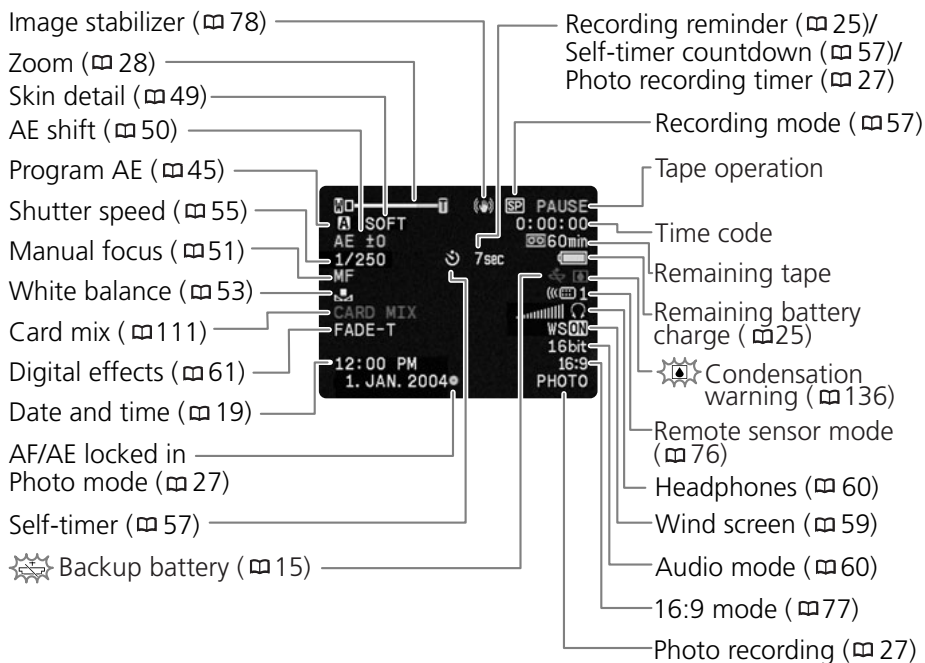 Image stabilizer (78)
Zoom (28)
Skin detail (49)
AE shift (50)
Program AE (45)
Shutter speed (55)
Manual focus (51)
White balance (53)
Card mix (111)
Digital effects (61)
Date and time (19)
AF/AE locked in
Photo mode (27)
Self-timer (57)
Backup battery (15)
W T SP PAUSE
A SOFT 0:00:00
AE ±0 60min
1/250 7sec
MF
1
CARD MIX
FADE-T WS ON
16bit
12:00 PM 16:9
1. JAN. 2004 PHOTO
Recording reminder (25)/
Self-timer countdown (57)/
Photo recording timer (27)
Recording mode (57)
Tape operation
Time code
Remaining tape
Remaining battery
charge (25)
Condensation
warning (136)
Remote sensor mode
(76)
Headphones (60)
Wind screen (59)
Audio mode (60)
16:9 mode (77)
Photo recording (27)